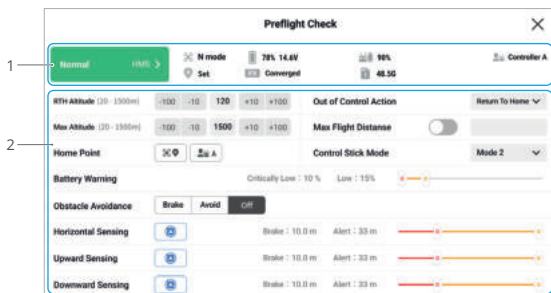 Preflight Check
1
Normal HMS >
N mode 78% 14.6V 98% Controller A
Set Converged 48.5G
2
RTH Altitude (20 - 1500m) -100 -10 120 +10 +100 Out of Control Action Return To Home
Max Altitude (20 - 1500m) -100 -10 1500 +10 +100 Max Flight Distanse
Home Point A Control Stick Mode Mode 2
Battery Warning Critically Low : 10 % Low : 15%
Obstacle Avoidance Brake Avoid Off
Horizontal Sensing Brake : 10.0 m Alert : 33 m
Upward Sensing Brake : 10.0 m Alert : 33 m
Downward Sensing Brake : 10.0 m Alert : 33 m